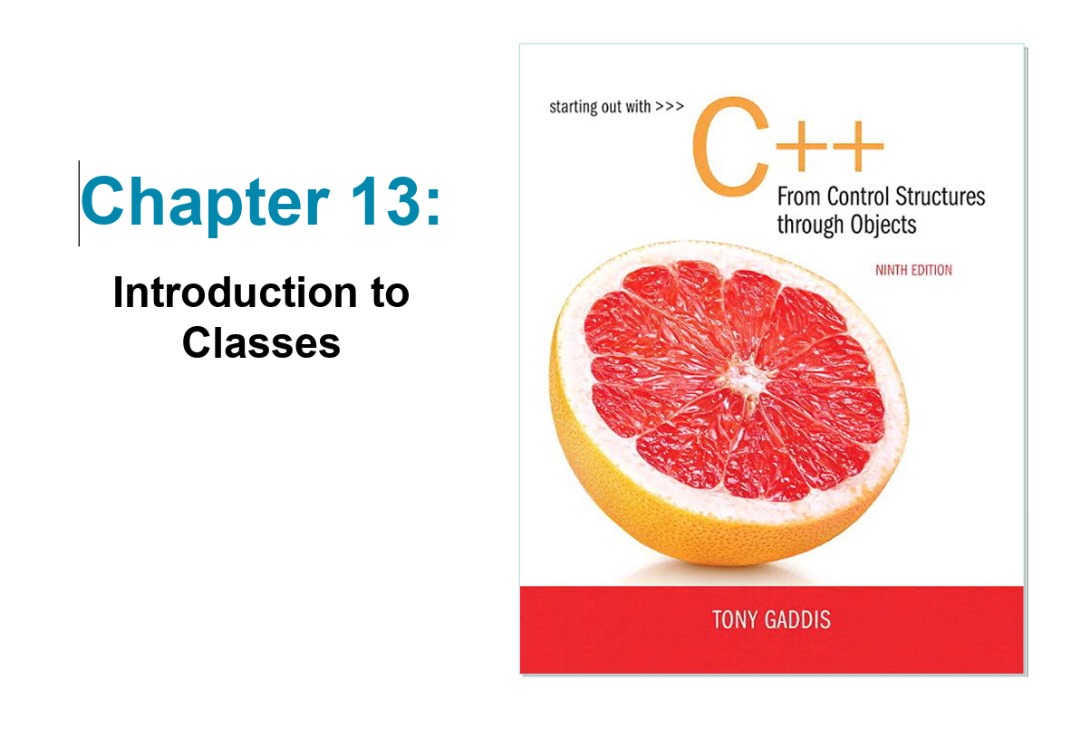 Chapter 13:
Introduction to
Classes
starting out with >>>
C++
From Control Structures
through Objects
NINTH EDITION
TONY GADDIS